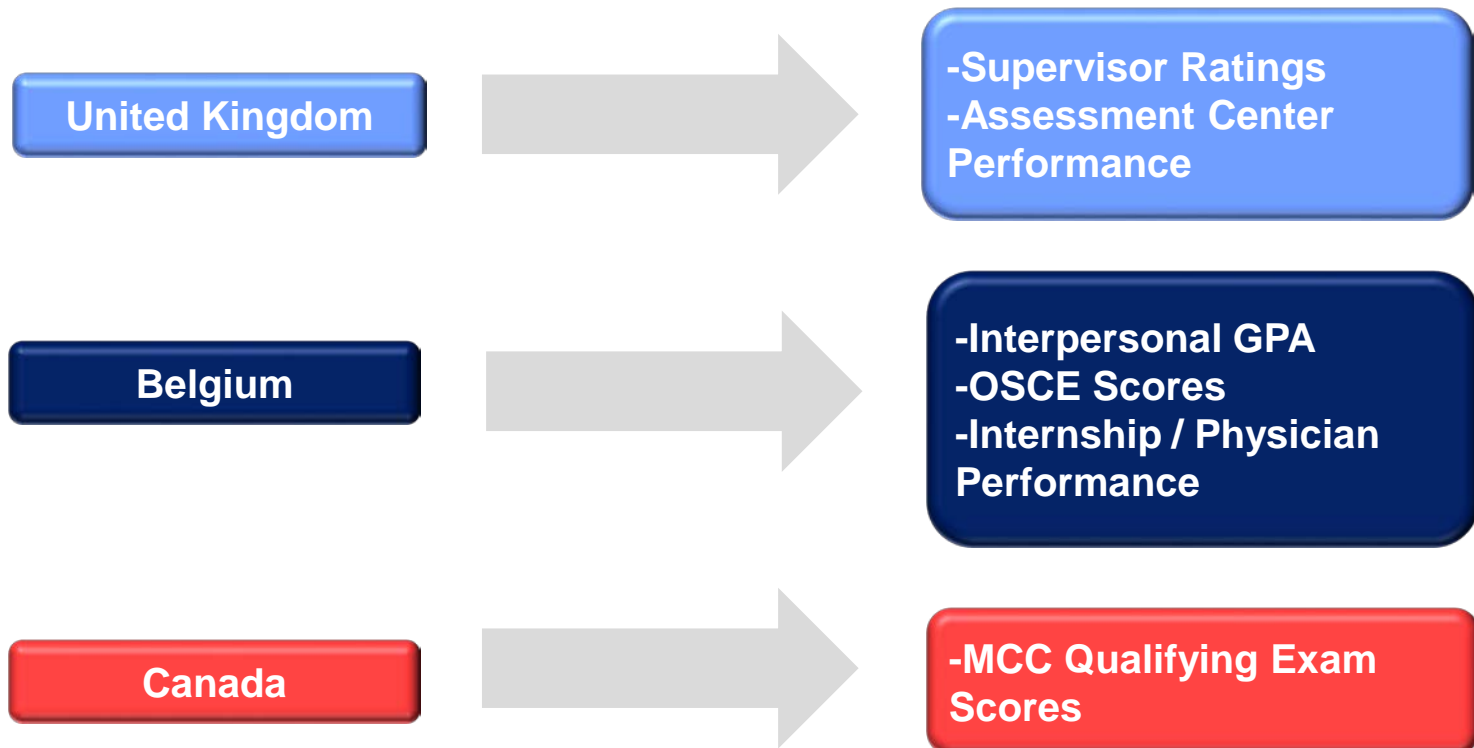 United Kingdom
-Supervisor Ratings
-Assessment Center
Performance
Belgium
-Interpersonal GPA
-OSCE Scores
-Internship / Physician
Performance
Canada
-MCC Qualifying Exam
Scores